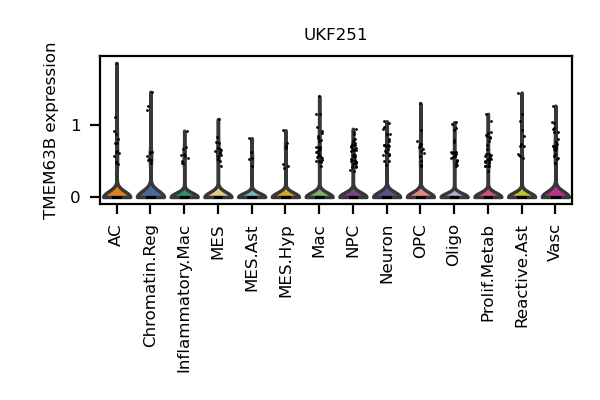 UKF251
TMEM63B expression
1
0
AC
Chromatin.Reg
Inflammatory.Mac
MES
MES.Ast
MES.Hyp
Mac
NPC
Neuron
OPC
Oligo
Prolif.Metab
Reactive.Ast
Vasc